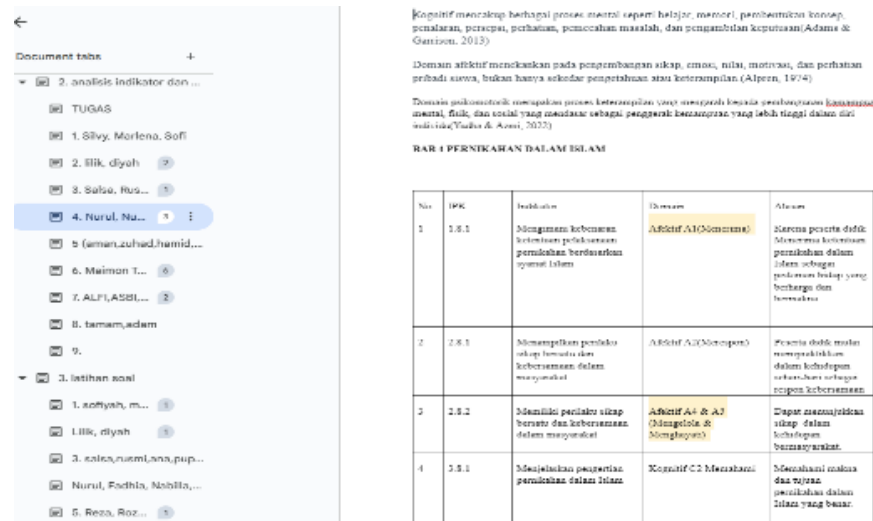 Document tabs +
2. analisis indikator dan ...
TUGAS
1. Silvy, Marlena, Sofi
2. lilik, diyah 2
3. Salsa, Rus... 1
4. Nurul, Nu... 3
5 (aman,zuhad,hamid,...
6. Maimon T... 6
7. ALFI,ASBI,... 2
8. tamam,adam
9.
3. latihan soal
1. sofiyah, m... 1
Lilik, diyah 1
3. salsa,rusmi,ana,pup...
Nurul, Fadhia, Nabilla,...
5. Reza, Roz... 1
Kognitif mencakup berbagai proses mental seperti belajar, memori, pembentukan konsep,
penalaran, persepsi, perhatian, pemecahan masalah, dan pengambilan keputusan(Adams &
Garrison, 2013)
Domain afektif menekankan pada pengembangan sikap, emosi, nilai, motivasi, dan perhatian
pribadi siswa, bukan hanya sekedar pengetahuan atau keterampilan (Alpren, 1974)
Domain psikomotorik merupakan proses keterampilan yang mengarah kepada pembangunan
mental, fisik, dan sosial yang mendasar sebagai penggerak kemampuan yang lebih tinggi dalam diri
2022)
BAB 4 PERNIKAHAN DALAM ISLAM
No IPK Indikator Domain Alasan
1 1.8.1 Mengimani kebenaran
ketentuan pelaksanaan
pernikahan berdasarkan
syariat Islam
Afektif A1(Menerima)
Karena peserta didik
Menerima ketentuan
pernikahan dalam
Islam sebagai
pedoman hidup yang
berharga dan
bermakna
2 2.8.1 Menampilkan perilaku
sikap bersatu dan
kebersamaan dalam
masyarakat
Afektif A2(Merespon)
Peserta didik mulai
mempraktikkan
dalam kehidupan
sehari-hari sebagai
respon kebersamaan
3 2.8.2 Memiliki perilaku sikap
bersatu dan kebersamaan
dalam masyarakat
Afektif A4 &
(Mengelola &
Menghayati)
Dapat menunjukkan
sikap dalam
kehidupan
bermasyarakat.
4 3.8.1 Menjelaskan pengertian
pernikahan dalam Islam
Kognitif C2 Memahami
Memahami makna
dan tujuan
pernikahan dalam
Islam yang benar.